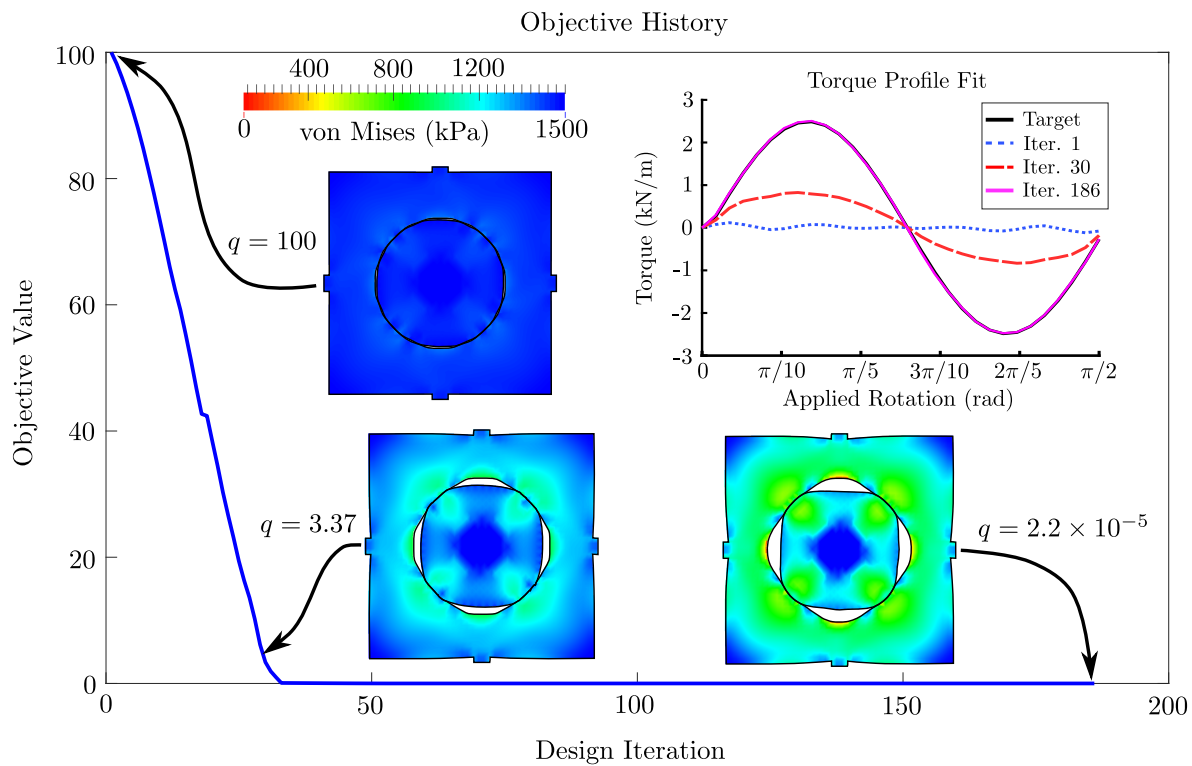 Objective History
100
80
60
40
20
0
Objective Value
0
50
100
150
200
Design Iteration
400
800
1200
0
von Mises (kPa)
1500
q = 100
q = 3.37
q = 2.2 × 10⁻⁵
Torque Profile Fit
3
2
1
0
-1
-2
-3
Torque (kN/m)
Target
Iter. 1
Iter. 30
Iter. 186
0
π/10
π/5
3π/10
2π/5
π/2
Applied Rotation (rad)